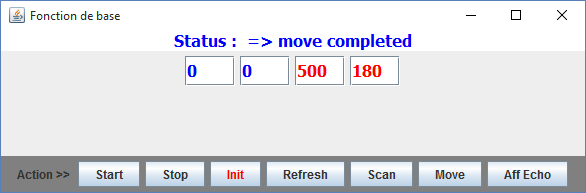 Fonction de base
Status : => move completed
0 0 500 180
Action >> Start Stop Init Refresh Scan Move Aff Echo